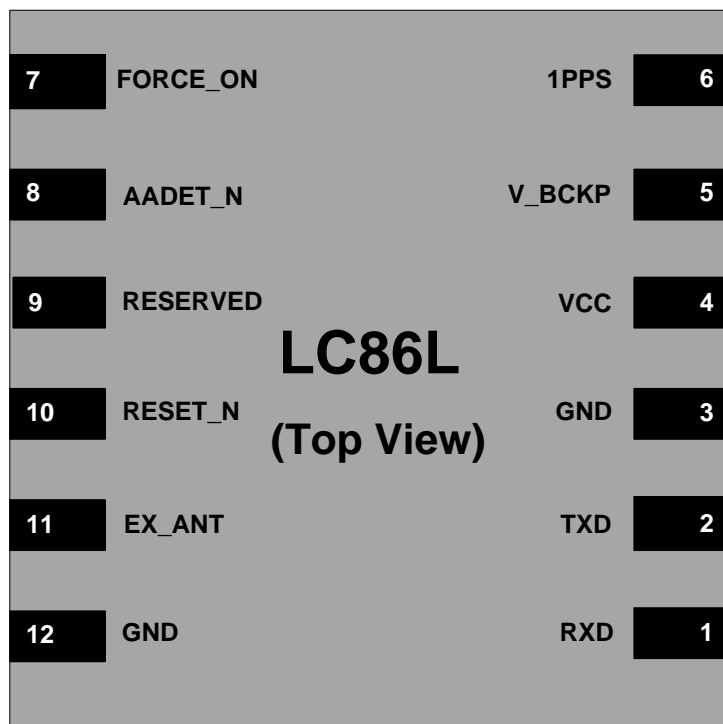 7 FORCE_ON 1PPS 6
8 AADET_N V_BCKP 5
9 RESERVED VCC 4
LC86L
10 RESET_N GND 3
(Top View)
11 EX_ANT TXD 2
12 GND RXD 1